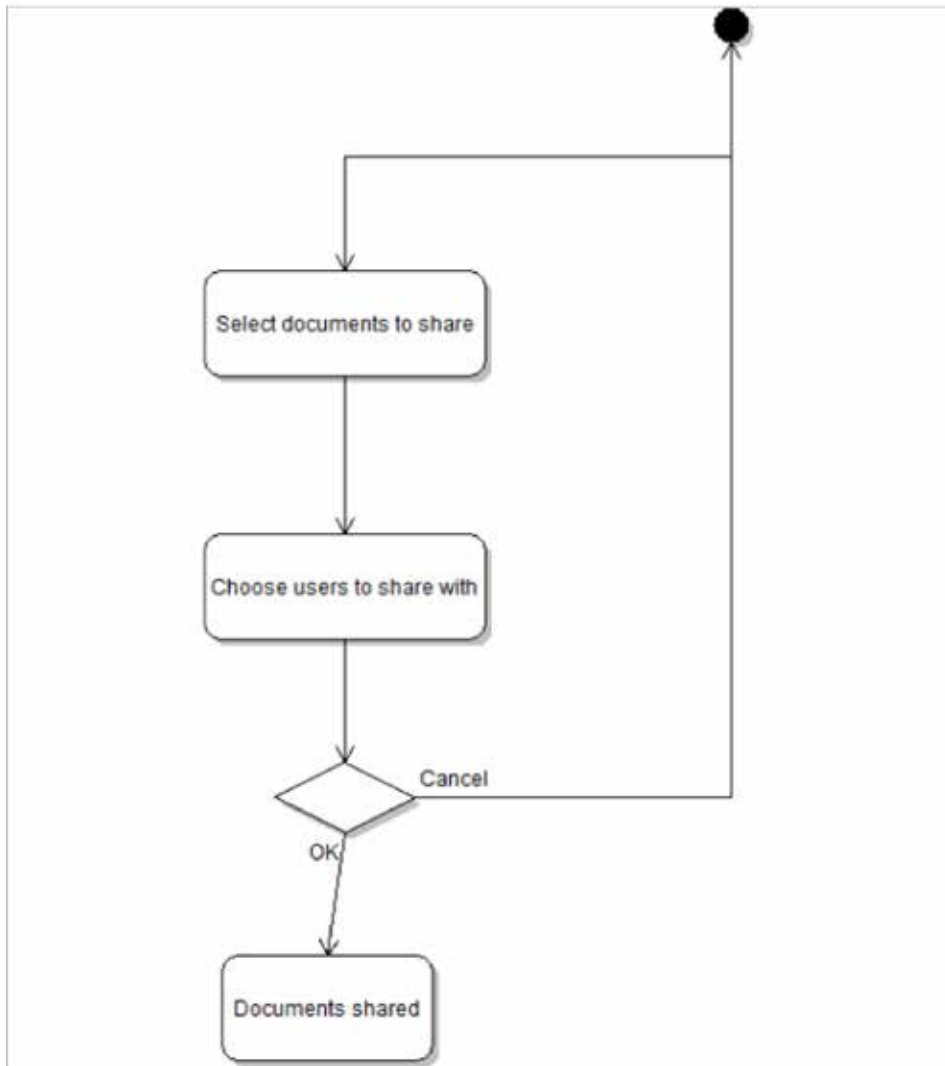 Select documents to share
Choose users to share with
Cancel
OK
Documents shared